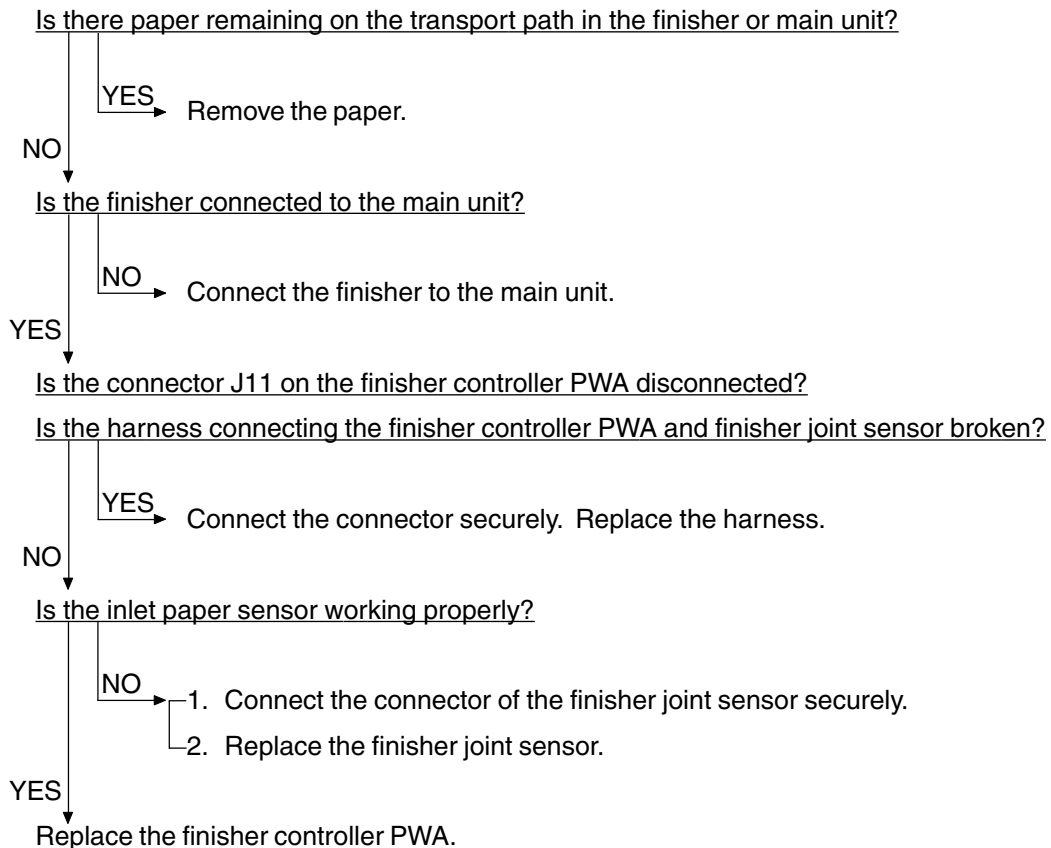 Is there paper remaining on the transport path in the finisher or main unit?
YES
Remove the paper.
NO
Is the finisher connected to the main unit?
NO
Connect the finisher to the main unit.
YES
Is the connector J11 on the finisher controller PWA disconnected?
Is the harness connecting the finisher controller PWA and finisher joint sensor broken?
YES
Connect the connector securely. Replace the harness.
NO
Is the inlet paper sensor working properly?
NO
1. Connect the connector of the finisher joint sensor securely.
2. Replace the finisher joint sensor.
YES
Replace the finisher controller PWA.